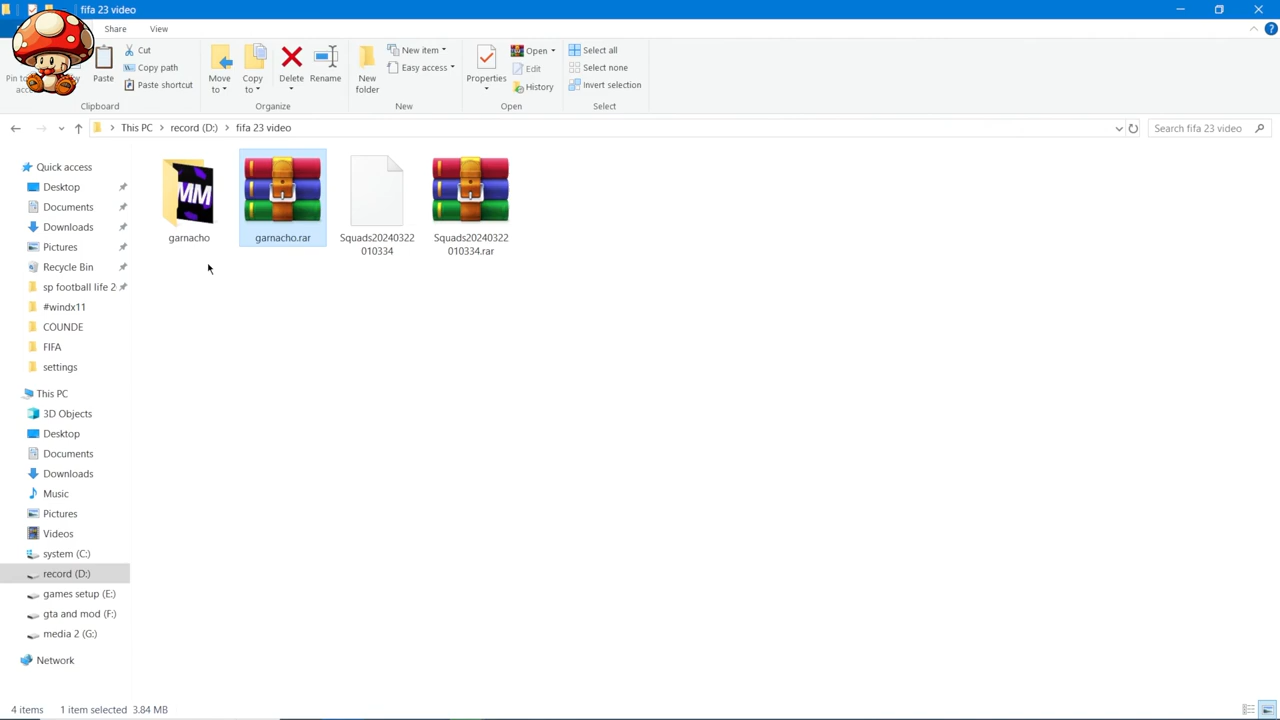 fifa 23 video
Share View
Pin to
Paste
Cut
Copy path
Paste shortcut
Move to
Copy to
Delete
Rename
New folder
New item
Easy access
Properties
Open
Edit
History
Select all
Select none
Invert selection
Clipboard Organize New Open Select
This PC record (D:) fifa 23 video
Search fifa 23 video
Quick access
Desktop
Documents
Downloads
Pictures
Recycle Bin
sp football life 2
#windx11
COUNDE
FIFA
settings
This PC
3D Objects
Desktop
Documents
Downloads
Music
Pictures
Videos
system (C:)
record (D:)
games setup (E:)
gta and mod (F:)
media 2 (G:)
Network
MM
garnacho
garnacho.rar
Squads20240322
010334
Squads20240322
010334.rar
4 items 1 item selected 3.84 MB